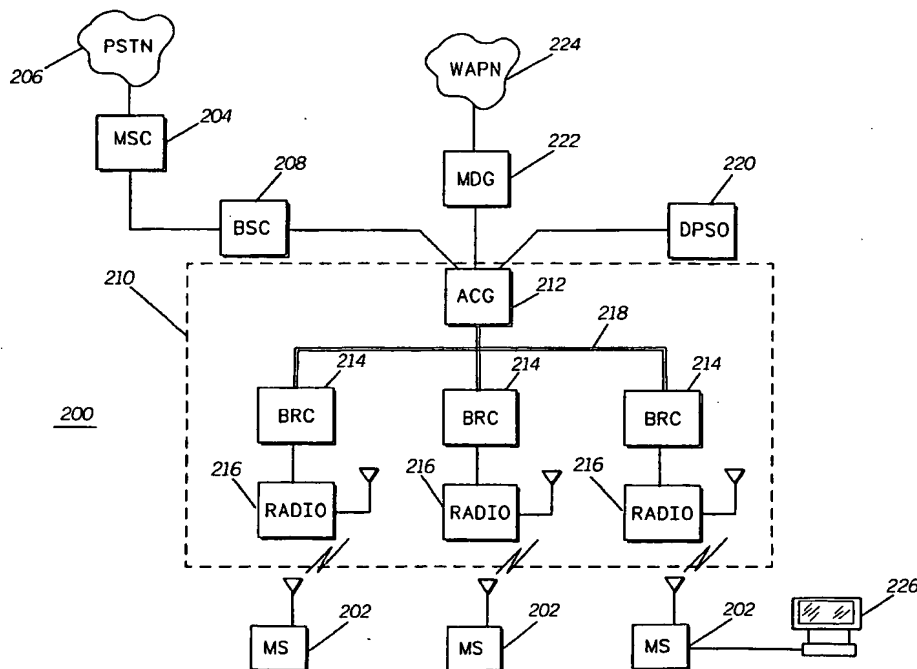 PSTN
206
204
MSC
WAPN
224
222
MDG
208
BSC
220
DPSO
210
ACG
212
218
214
BRC
214
BRC
214
BRC
200
216
RADIO
216
RADIO
216
RADIO
226
202
MS
202
MS
202
MS